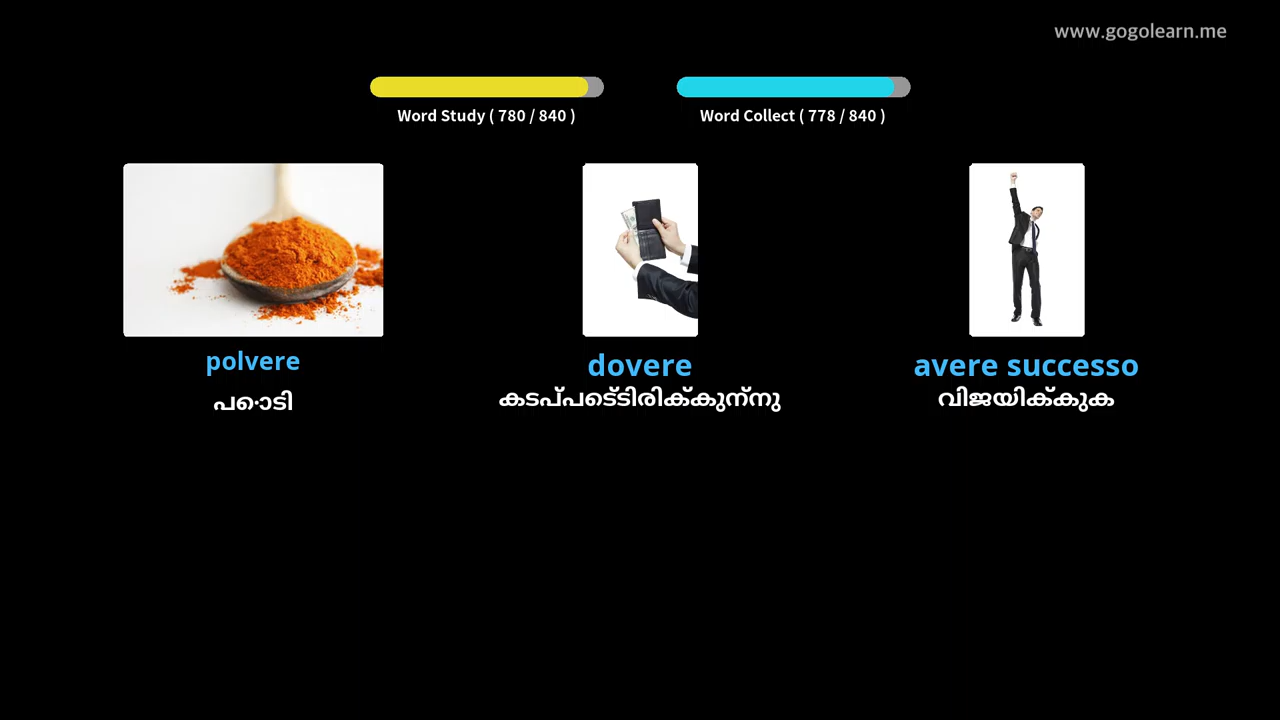 www.gogolearn.me
Word Study ( 780 / 840 )
Word Collect ( 778 / 840 )
polvere
dovere
avere successo
പൊടി
കടപ്പെട്ടിരിക്കുന്നു
വിജയിക്കുക